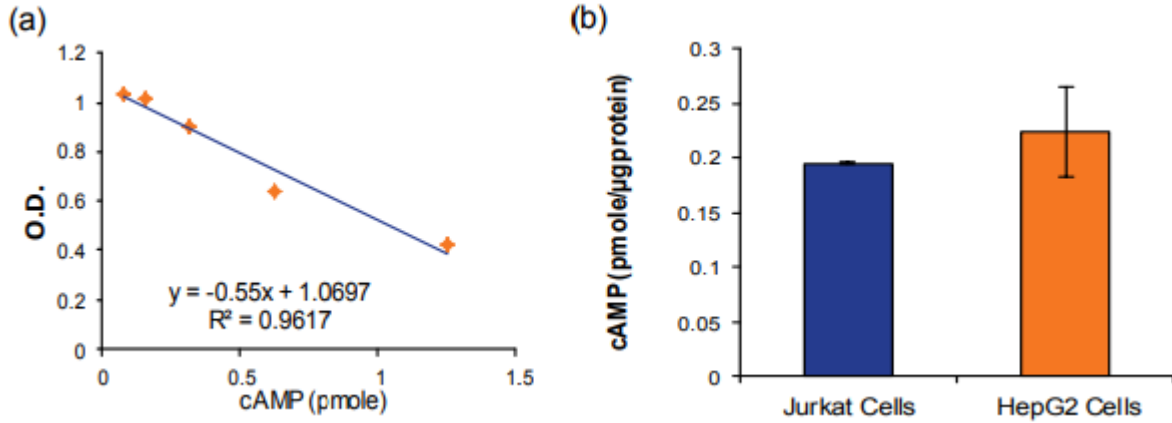 (a)
1.2
1
0.8
0.6
0.4
0.2
0
O.D.
y = -0.55x + 1.0697
R² = 0.9617
0 0.5 1 1.5
cAMP (pmole)
(b)
0.3
0.25
0.2
0.15
0.1
0.05
0
cAMP (pmole/µgprotein)
Jurkat Cells HepG2 Cells